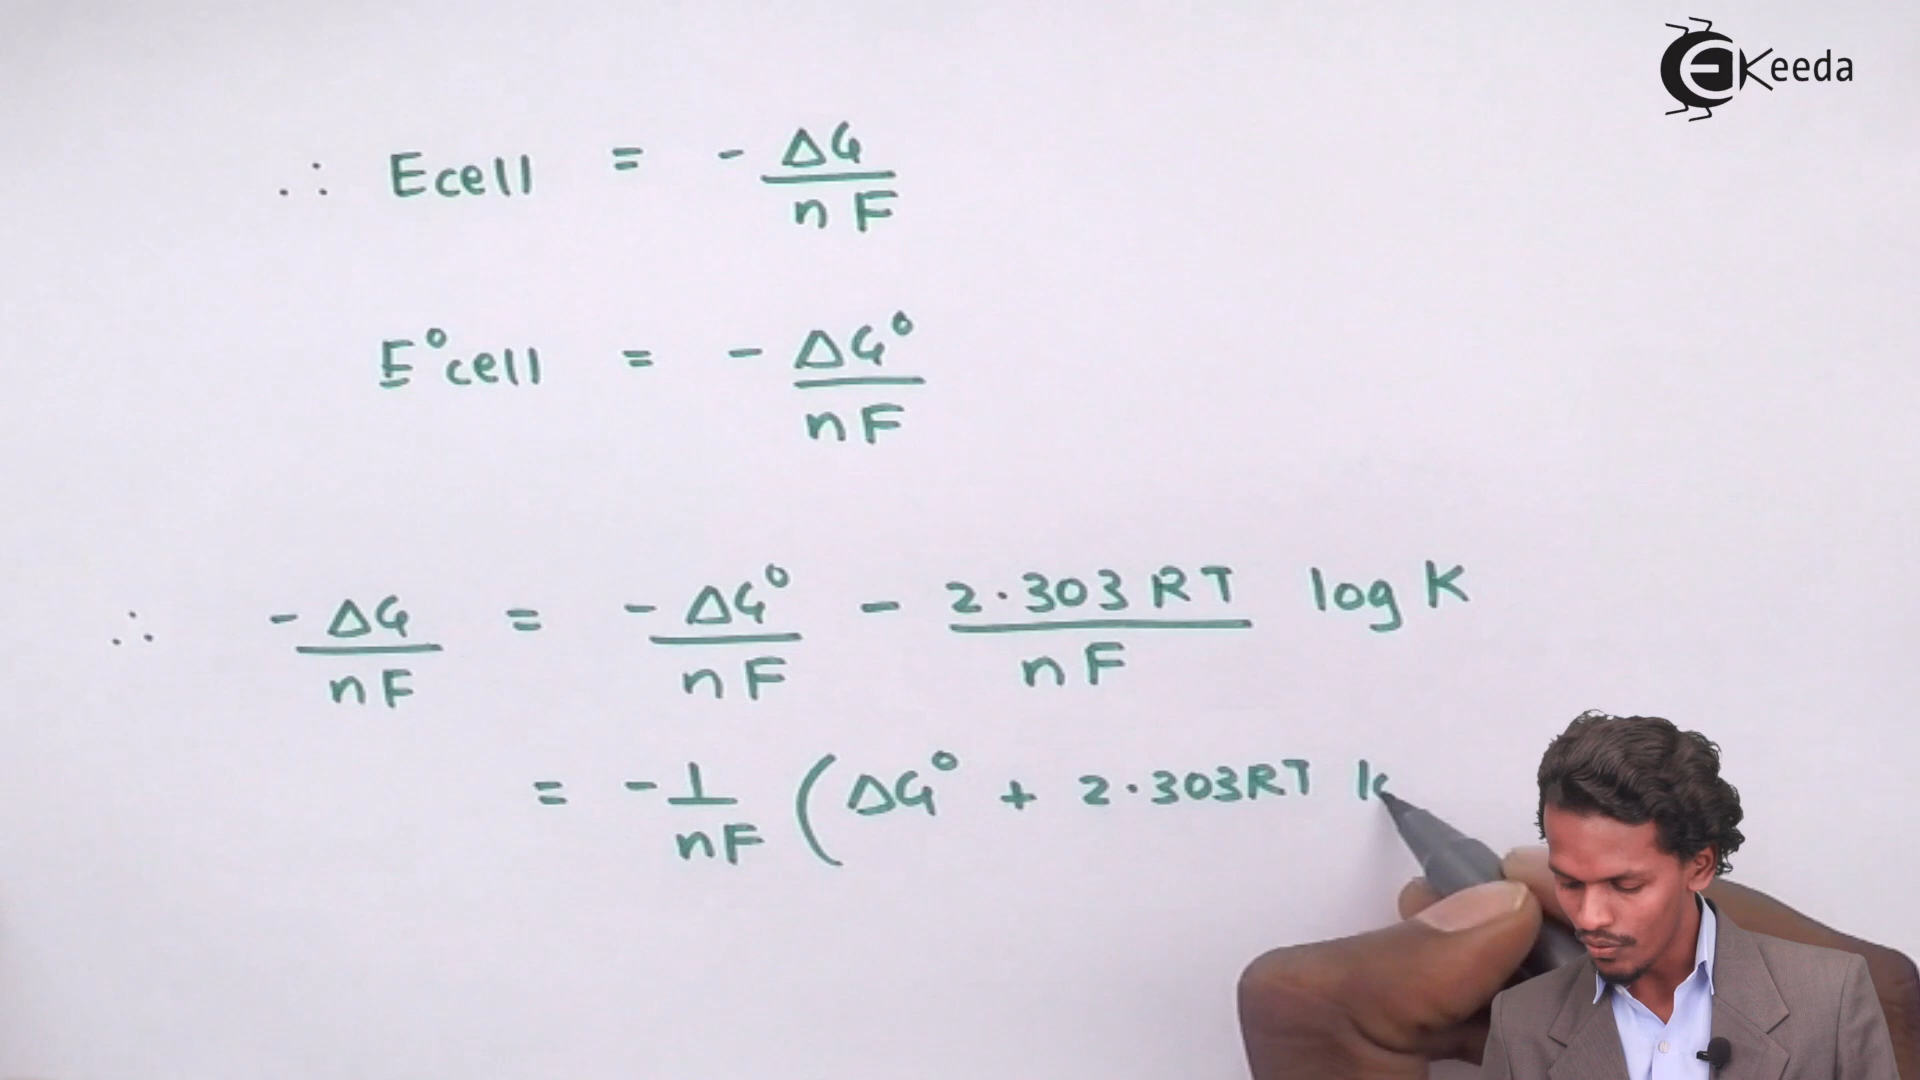 EKeeda
∴ Ecell = - ΔG / nF
E°cell = - ΔG° / nF
∴ - ΔG / nF = - ΔG° / nF - 2.303 RT / nF log K
= - 1 / nF ( ΔG° + 2.303RT